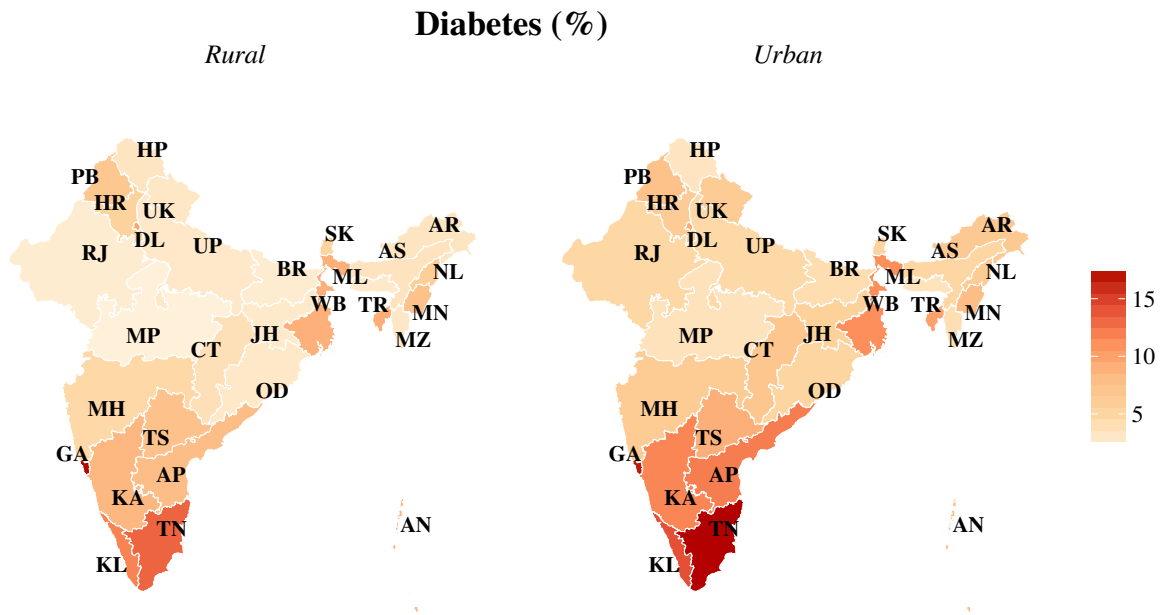 Diabetes (%)
Rural
Urban
HP
PB
HR
UK
DL
RJ
UP
SK
AR
AS
BR
ML
NL
WB
TR
MN
MP
JH
MZ
CT
OD
MH
TS
GA
AP
KA
TN
AN
KL
HP
PB
HR
UK
DL
RJ
UP
SK
AR
AS
BR
ML
NL
WB
TR
MN
MP
JH
MZ
CT
OD
MH
TS
GA
AP
KA
TN
AN
KL
15
10
5